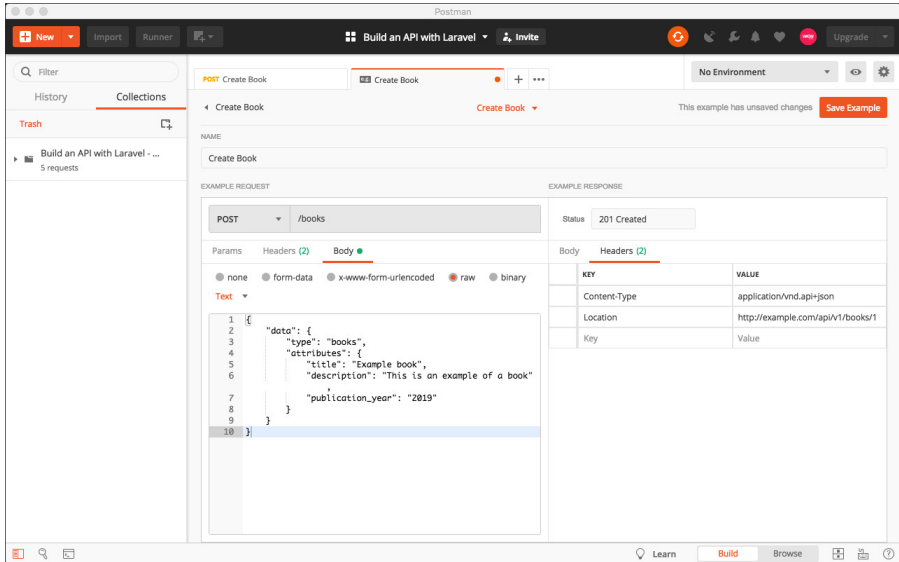 Postman
New
Import
Runner
Build an API with Laravel
Invite
Upgrade
Filter
History
Collections
Trash
Build an API with Laravel - ...
5 requests
POST Create Book
Create Book
No Environment
Create Book
Create Book
This example has unsaved changes
Save Example
NAME
Create Book
EXAMPLE REQUEST
EXAMPLE RESPONSE
POST
/books
Status
201 Created
Params
Headers (2)
Body
Body
Headers (2)
none
form-data
x-www-form-urlencoded
raw
binary
Text
KEY
VALUE
Content-Type
application/vnd.api+json
Location
http://example.com/api/v1/books/1
Key
Value
1 {
2 "data": {
3 "type": "books",
4 "attributes": {
5 "title": "Example book",
6 "description": "This is an example of a book"
,
7 "publication_year": "2019"
8 }
9 }
10 }
Learn
Build
Browse